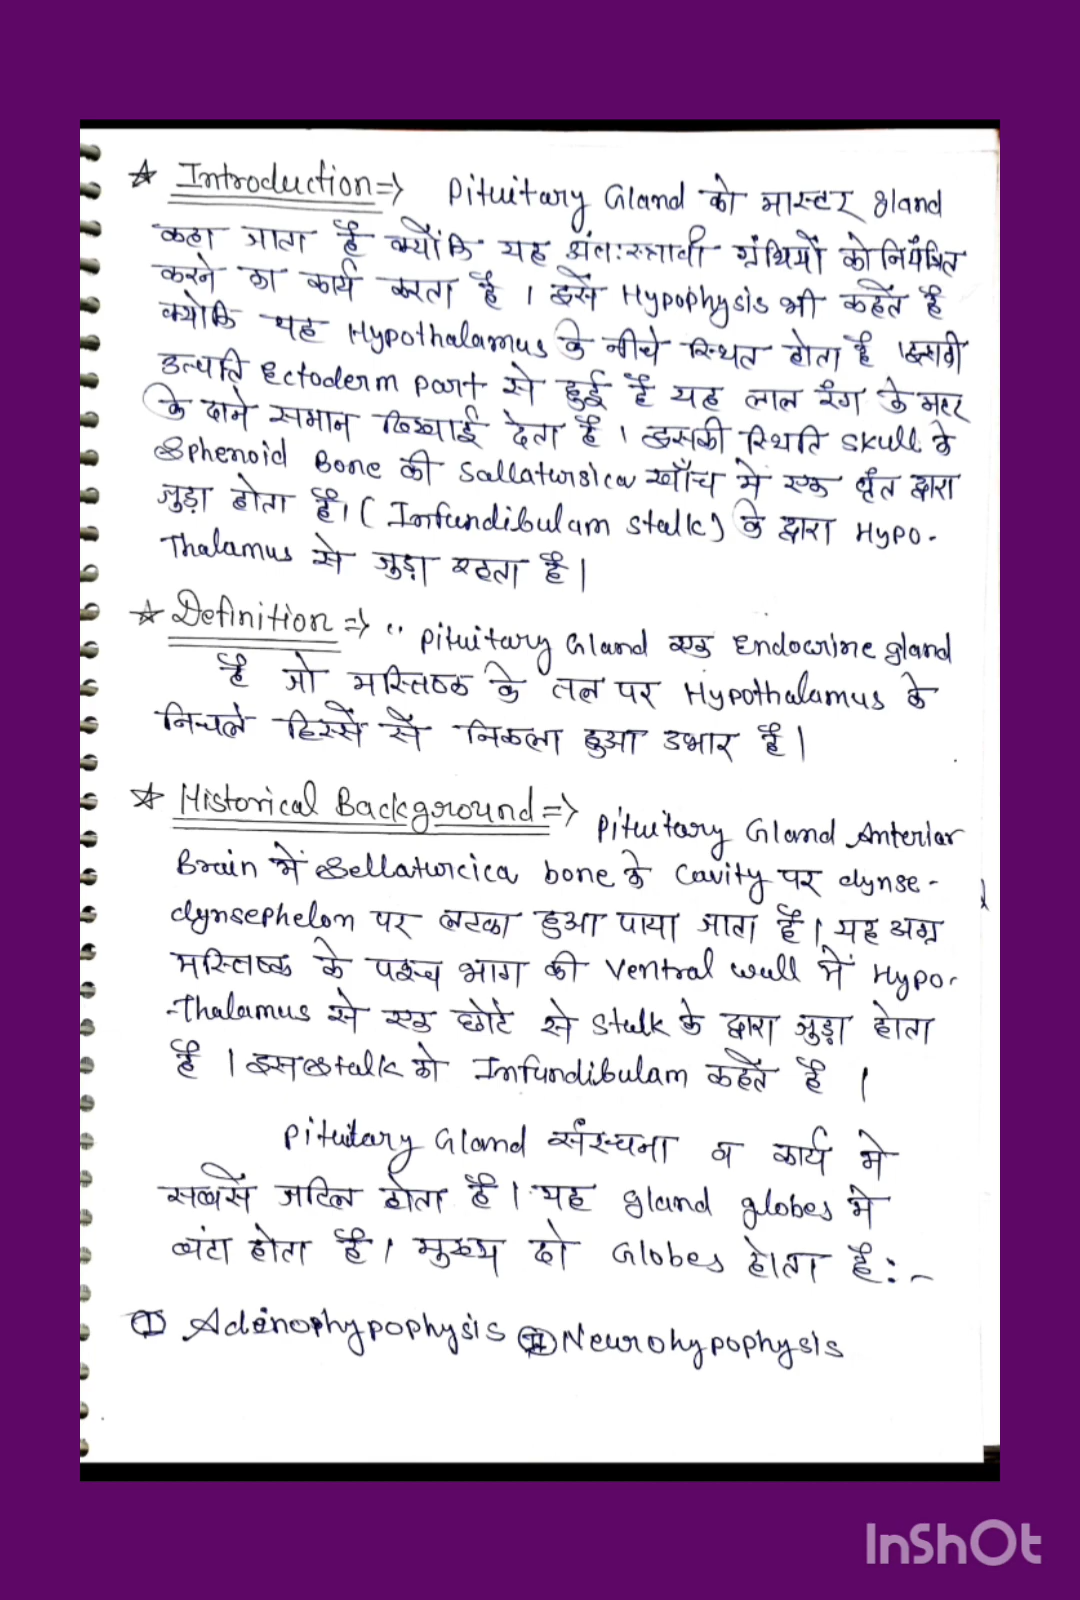 ☆ Introduction => Pituitary Gland को मास्टर gland
कहा जाता है क्योंकि यह अंत:स्त्रावी ग्रंथियों को नियंत्रित
करने का कार्य करता है । इसे Hypophysis भी कहतें है
क्योकि यह Hypothalamus के नीचे स्थित होता है ।इसकी
उत्पति Ectoderm part से हुई है यह लाल रंग के मटर
के दाने समान दिखाई देता है । इसकी स्थिति skull के
Sphenoid Bone की Sallatursica खाँच मे एक वृंत द्वारा
जुड़ा होता है। ( Infundibulam stalk) के द्वारा Hypo-
Thalamus से जुड़ा रहता है |
☆ Definition => “ Pituitary Gland एक Endocrine gland
है जो मस्तिष्क के तल पर Hypothalamus के
निचले हिस्सें सें निकला हुआ उभार है |
☆ Historical Background => Pituitary Gland Anterior
Brain में Sellaturcica bone के Cavity पर dynse-
dynsephelon पर लटका हुआ पाया जाता है । यह अग्र
मस्तिष्क के पश्च भाग की Ventral wall में Hypo-
-Thalamus से एक छोटे से Stalk के द्वारा जुड़ा होता
है । इस stalk को Infundibulam कहतें है |
Pituitary Gland संरचना व कार्य मे
सबसें जटिल होता है । यह gland globes मे
बंटा होता है । मुख्य दो Globes होता है :-
① Adenophypophysis Ⅱ Neurohypophysis
InShOt